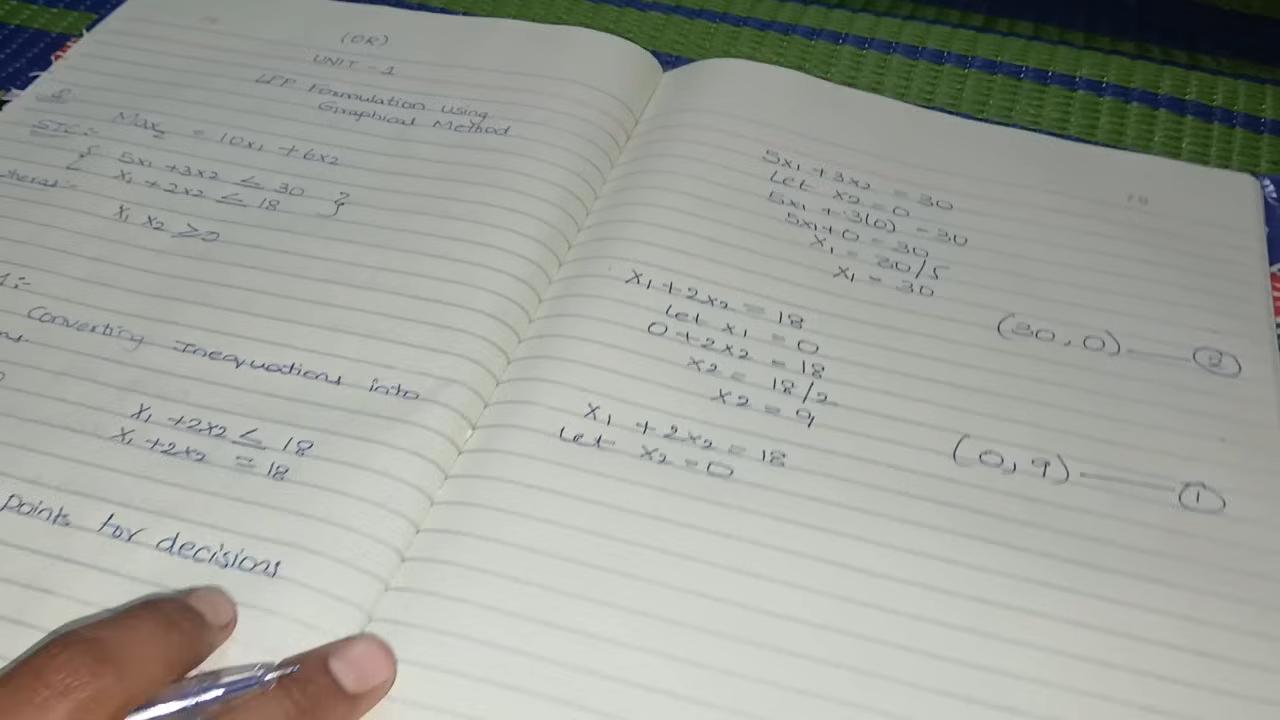 (OR)
UNIT - 1
LPP Formulation using
Graphical Method
Max = 10x1 + 6x2
STC:-
5x1 + 3x2 ≤ 30
x1 + 2x2 ≤ 18
x1 x2 ≥ 0
1:-
Converting Inequations into
x1 + 2x2 ≤ 18
x1 + 2x2 = 18
points for decisions
5x1 + 3x2 = 30
Let x2 = 0
5x1 + 3(0) = 30
5x1 + 0 = 30
x1 = 30/5
x1 = 30
(30, 0) — ②
x1 + 2x2 = 18
Let x1 = 0
0 + 2x2 = 18
x2 = 18/2
x2 = 9
(0, 9) — ①
x1 + 2x2 = 18
Let x2 = 0